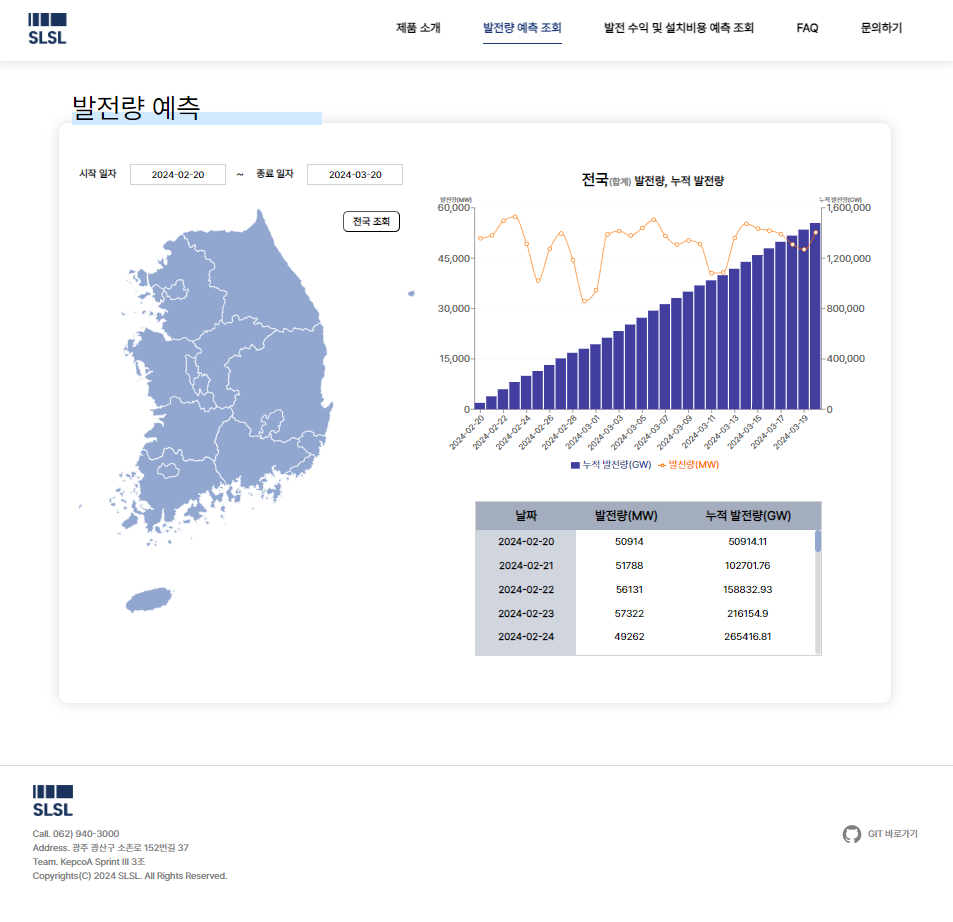 SLSL
제품 소개
발전량 예측 조회
발전 수익 및 설치비용 예측 조회
FAQ
문의하기
발전량 예측
시작 일자 2024-02-20 ~ 종료 일자 2024-03-20
전국 조회
전국(합계) 발전량, 누적 발전량
발전량(MW)
누적 발전량(GW)
60,000
45,000
30,000
15,000
0
1,600,000
1,200,000
800,000
400,000
0
2024-02-20
2024-02-22
2024-02-24
2024-02-26
2024-02-28
2024-03-01
2024-03-03
2024-03-05
2024-03-07
2024-03-09
2024-03-11
2024-03-13
2024-03-15
2024-03-17
2024-03-19
누적 발전량(GW) 발전량(MW)
날짜 발전량(MW) 누적 발전량(GW)
2024-02-20 50914 50914.11
2024-02-21 51788 102701.76
2024-02-22 56131 158832.93
2024-02-23 57322 216154.9
2024-02-24 49262 265416.81
SLSL
Call. 062) 940-3000
Address. 광주 광산구 소촌로 152번길 37
Team. KepcoA Sprint III 3조
Copyrights(C) 2024 SLSL. All Rights Reserved.
GIT 바로가기